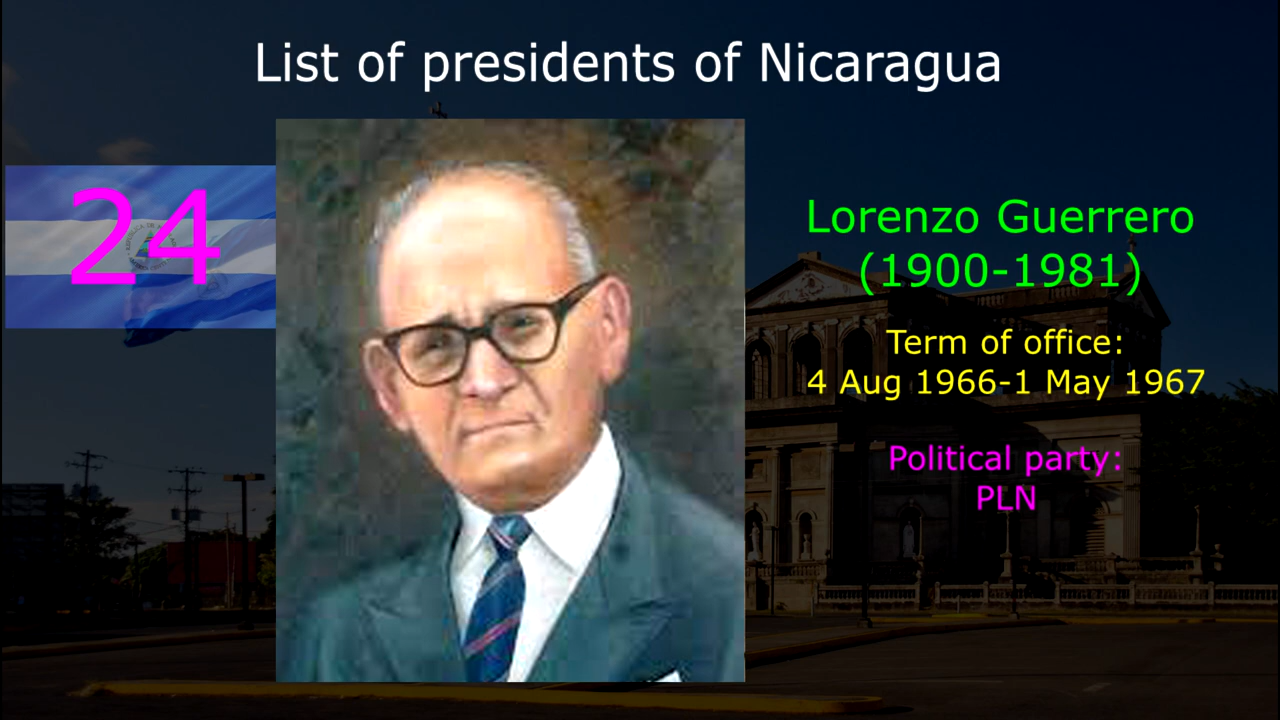 List of presidents of Nicaragua
24
Lorenzo Guerrero
(1900-1981)
Term of office:
4 Aug 1966-1 May 1967
Political party:
PLN